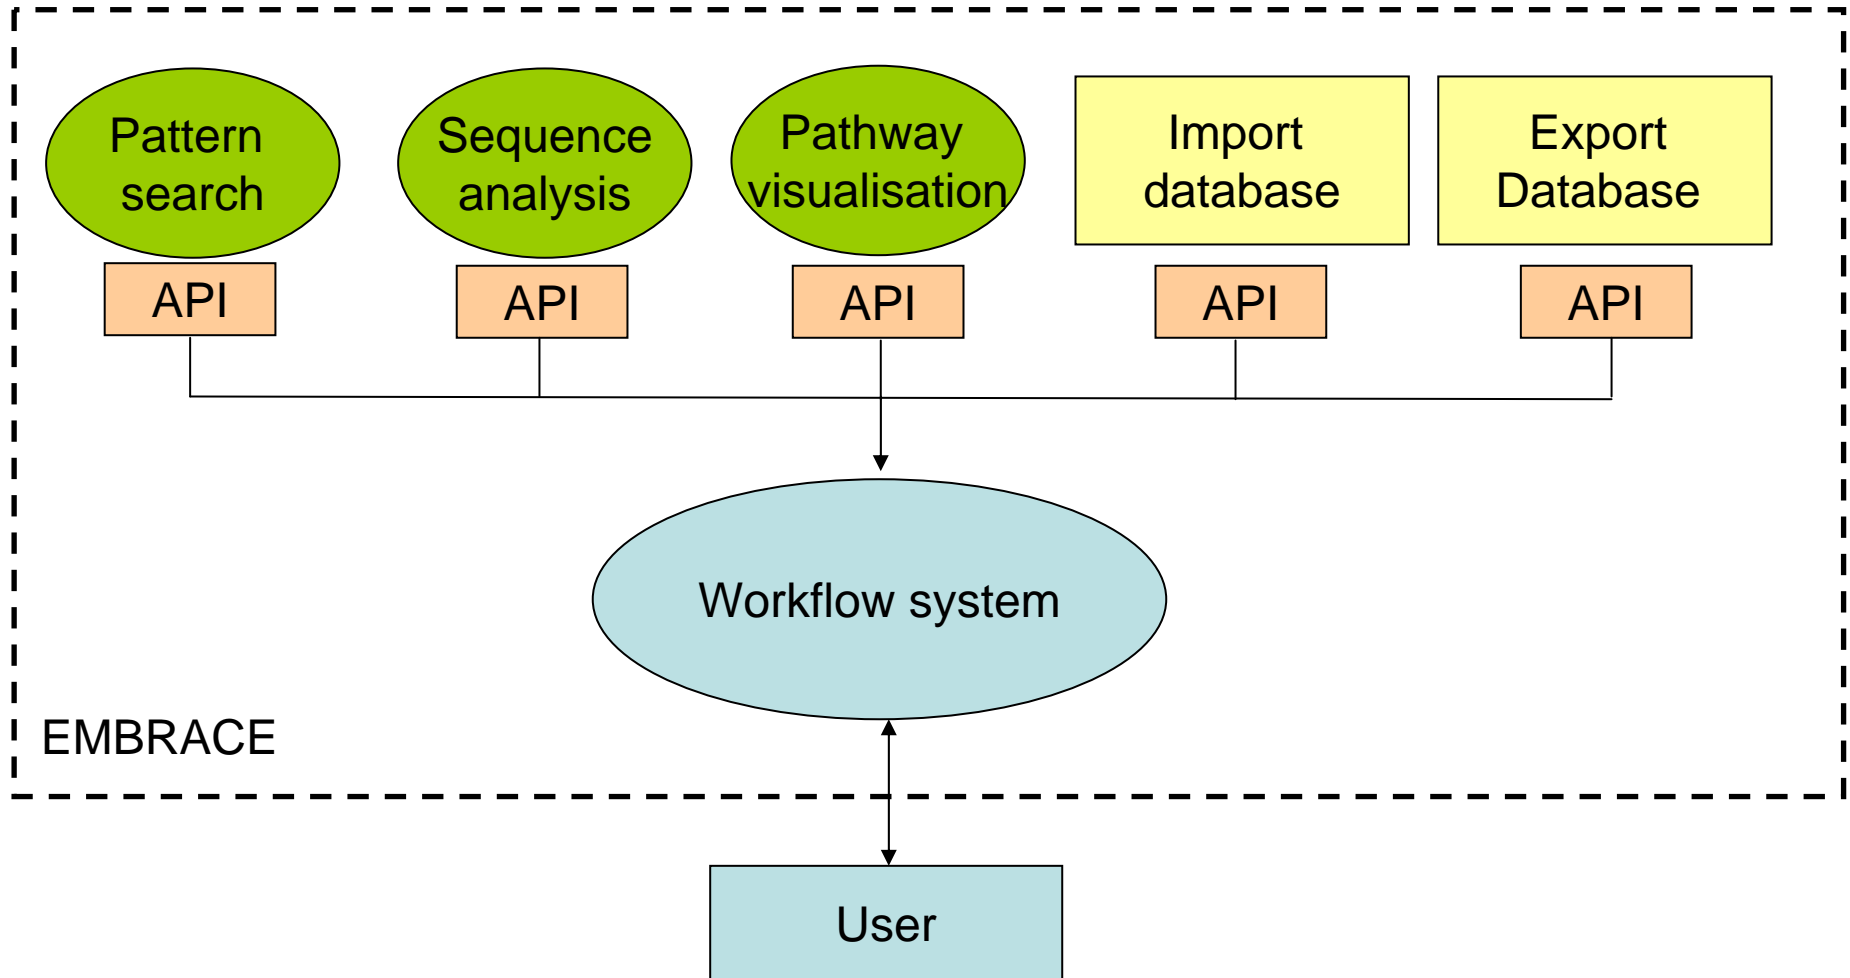 Pattern
search
Sequence
analysis
Pathway
visualisation
Import
database
Export
Database
API
API
API
API
API
Workflow system
EMBRACE
User